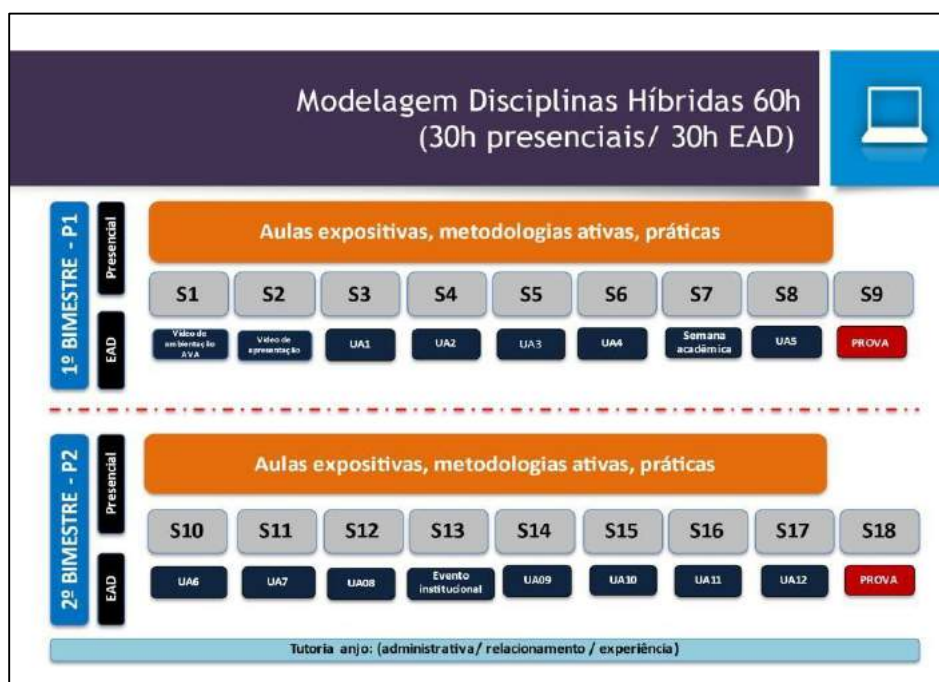 Modelagem Disciplinas Híbridas 60h
(30h presenciais/ 30h EAD)
1º BIMESTRE - P1
Presencial
EAD
Aulas expositivas, metodologias ativas, práticas
S1 S2 S3 S4 S5 S6 S7 S8 S9
Vídeo de
ambientação
AVA
Vídeo de
apresentação
UA1
UA2
UA3
UA4
Semana
acadêmica
UA5
PROVA
2º BIMESTRE - P2
Presencial
EAD
Aulas expositivas, metodologias ativas, práticas
S10 S11 S12 S13 S14 S15 S16 S17 S18
UA6
UA7
UA08
Evento
institucional
UA09
UA10
UA11
UA12
PROVA
Tutoria anjo: (administrativa/ relacionamento / experiência)